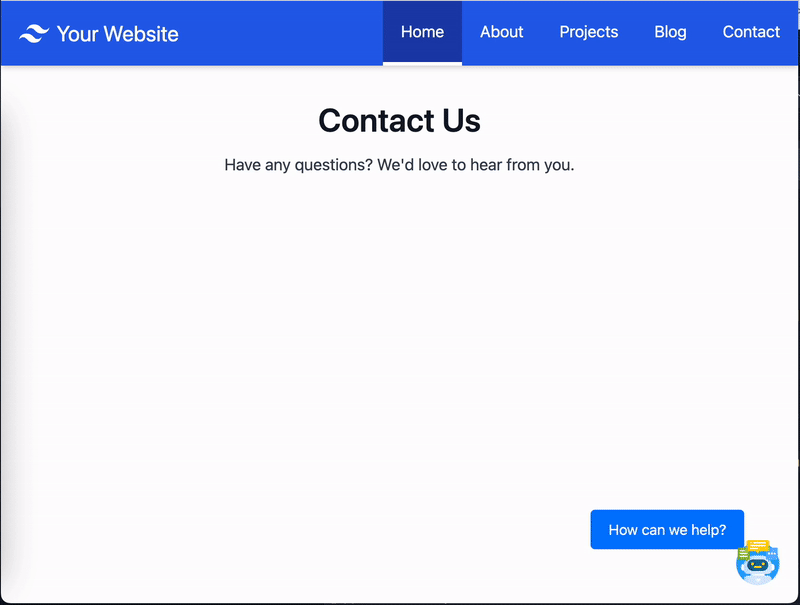 Your Website
Home
About
Projects
Blog
Contact
Contact Us
Have any questions? We'd love to hear from you.
How can we help?